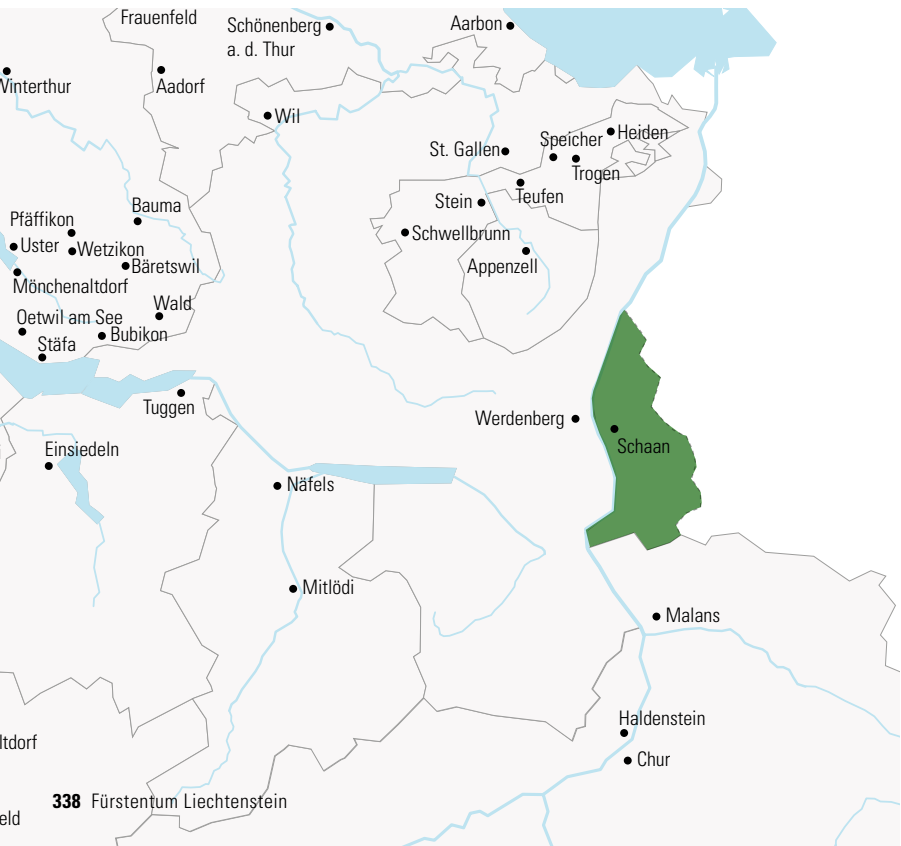 Frauenfeld
Schönenberg
a. d. Thur
Aarbon
Winterthur
Aadorf
Wil
St. Gallen
Speicher
Heiden
Trogen
Teufen
Stein
Schwellbrunn
Appenzell
Bauma
Pfäffikon
Uster
Wetzikon
Bäretswil
Mönchenaltdorf
Wald
Oetwil am See
Bubikon
Stäfa
Tuggen
Werdenberg
Schaan
Einsiedeln
Näfels
Mitlödi
Malans
Haldenstein
Chur
ltdorf
338 Fürstentum Liechtenstein
eld